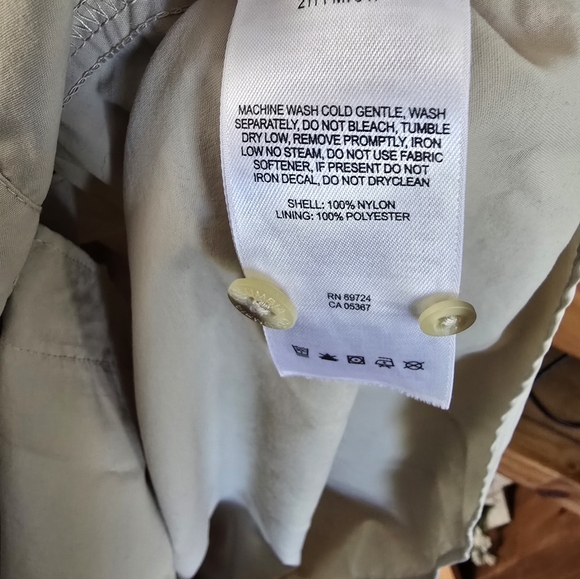 MACHINE WASH COLD GENTLE, WASH
SEPARATELY, DO NOT BLEACH, TUMBLE
DRY LOW, REMOVE PROMPTLY, IRON
LOW NO STEAM, DO NOT USE FABRIC
SOFTENER, IF PRESENT DO NOT
IRON DECAL, DO NOT DRYCLEAN
SHELL: 100% NYLON
LINING: 100% POLYESTER
RN 69724
CA 05367